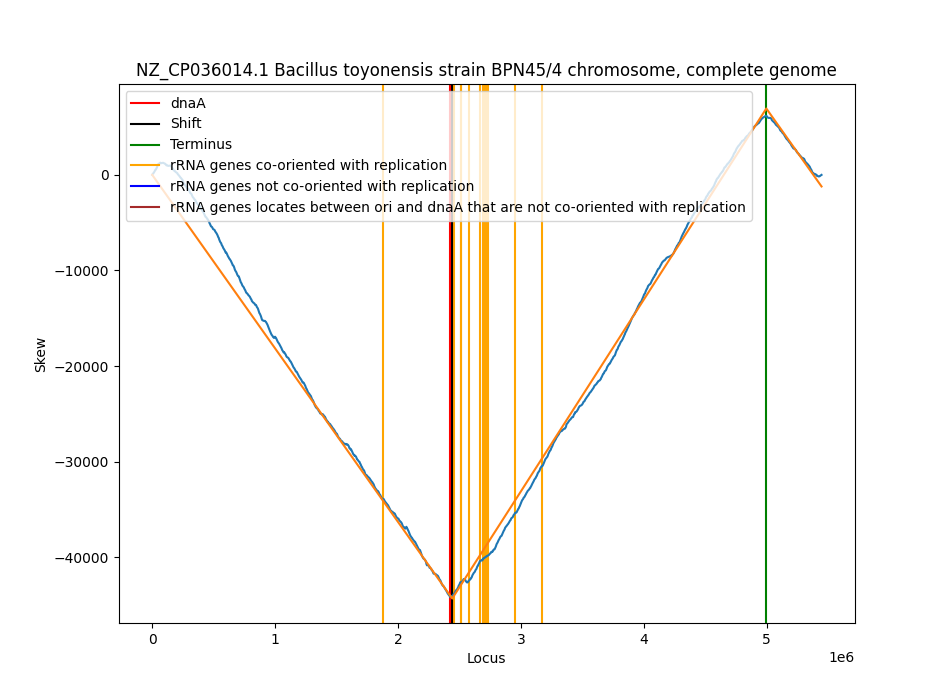 NZ_CP036014.1 Bacillus toyonensis strain BPN45/4 chromosome, complete genome
dnaA
Shift
Terminus
rRNA genes co-oriented with replication
rRNA genes not co-oriented with replication
rRNA genes locates between ori and dnaA that are not co-oriented with replication
0
−10000
−20000
−30000
−40000
Skew
0 1 2 3 4 5
1e6
Locus